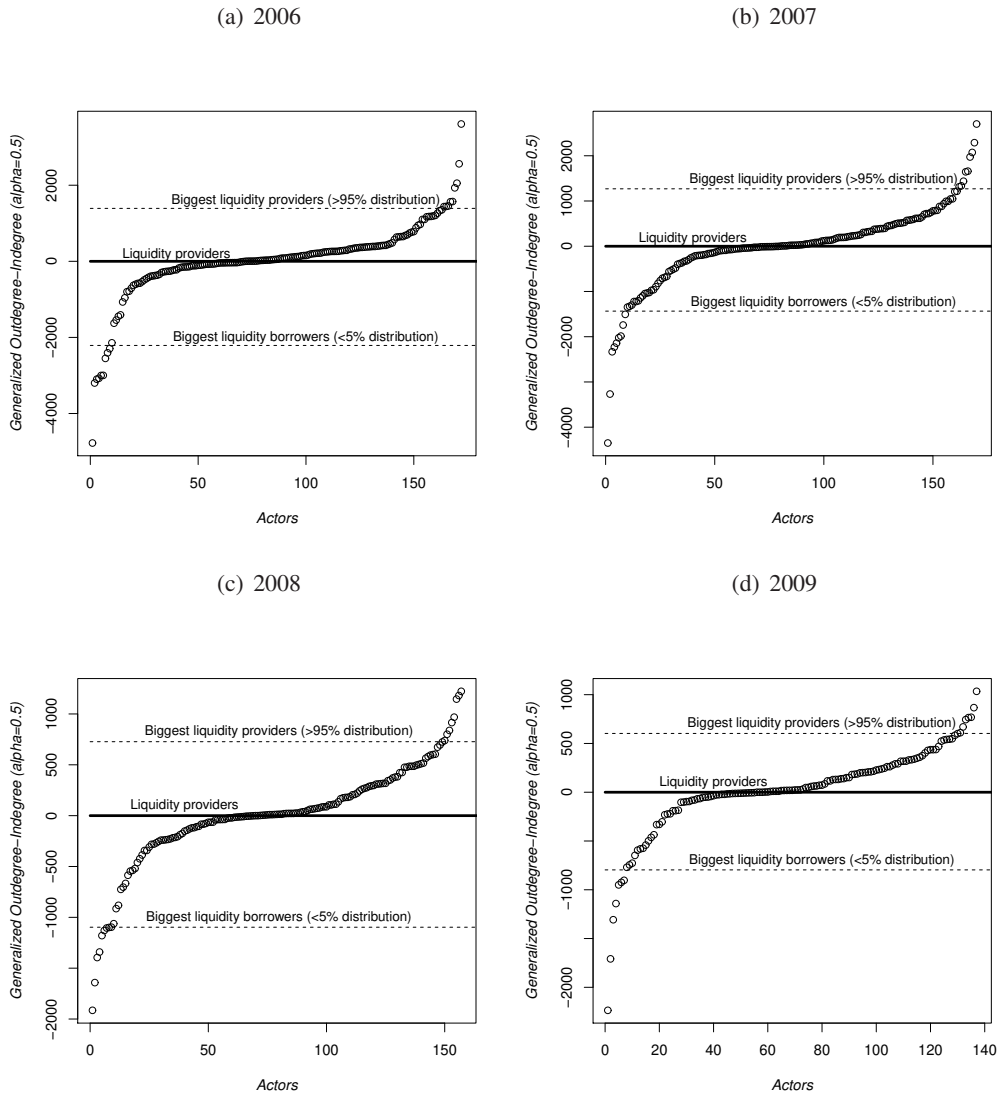 (a) 2006
Generalized Outdegree−Indegree (alpha=0.5)
2000
0
−2000
−4000
Biggest liquidity providers (>95% distribution)
Liquidity providers
Biggest liquidity borrowers (<5% distribution)
0 50 100 150
Actors
(b) 2007
Generalized Outdegree−Indegree (alpha=0.5)
2000
1000
0
−2000
−4000
Biggest liquidity providers (>95% distribution)
Liquidity providers
Biggest liquidity borrowers (<5% distribution)
0 50 100 150
Actors
(c) 2008
Generalized Outdegree−Indegree (alpha=0.5)
1000
500
0
−500
−1000
−2000
Biggest liquidity providers (>95% distribution)
Liquidity providers
Biggest liquidity borrowers (<5% distribution)
0 50 100 150
Actors
(d) 2009
Generalized Outdegree−Indegree (alpha=0.5)
1000
500
0
−1000
−2000
Biggest liquidity providers (>95% distribution)
Liquidity providers
Biggest liquidity borrowers (<5% distribution)
0 20 40 60 80 100 120 140
Actors